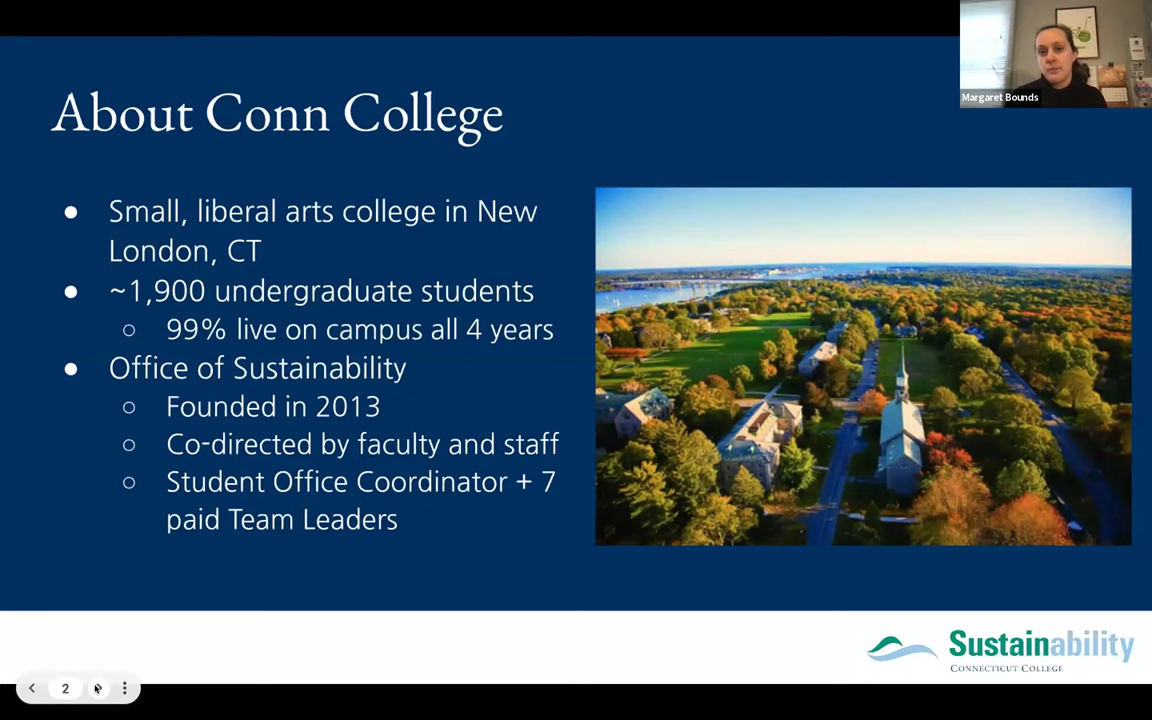 Margaret Bounds
About Conn College
● Small, liberal arts college in New
London, CT
● ~1,900 undergraduate students
○ 99% live on campus all 4 years
● Office of Sustainability
○ Founded in 2013
○ Co-directed by faculty and staff
○ Student Office Coordinator + 7
paid Team Leaders
Sustainability
CONNECTICUT COLLEGE
2